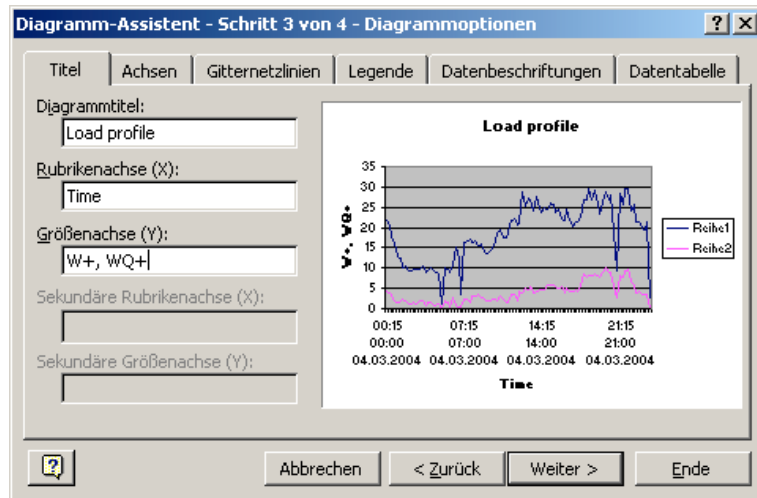 Diagramm-Assistent - Schritt 3 von 4 - Diagrammoptionen
Titel Achsen Gitternetzlinien Legende Datenbeschriftungen Datentabelle
Diagrammtitel:
Load profile
Rubrikenachse (X):
Time
Größenachse (Y):
W+, WQ+
Sekundäre Rubrikenachse (X):
Sekundäre Größenachse (Y):
Load profile
W+, WQ+
35
30
25
20
15
10
5
0
00:15 07:15 14:15 21:15
00:00 07:00 14:00 21:00
04.03.2004 04.03.2004 04.03.2004 04.03.2004
Time
Reihe1
Reihe2
Abbrechen < Zurück Weiter > Ende